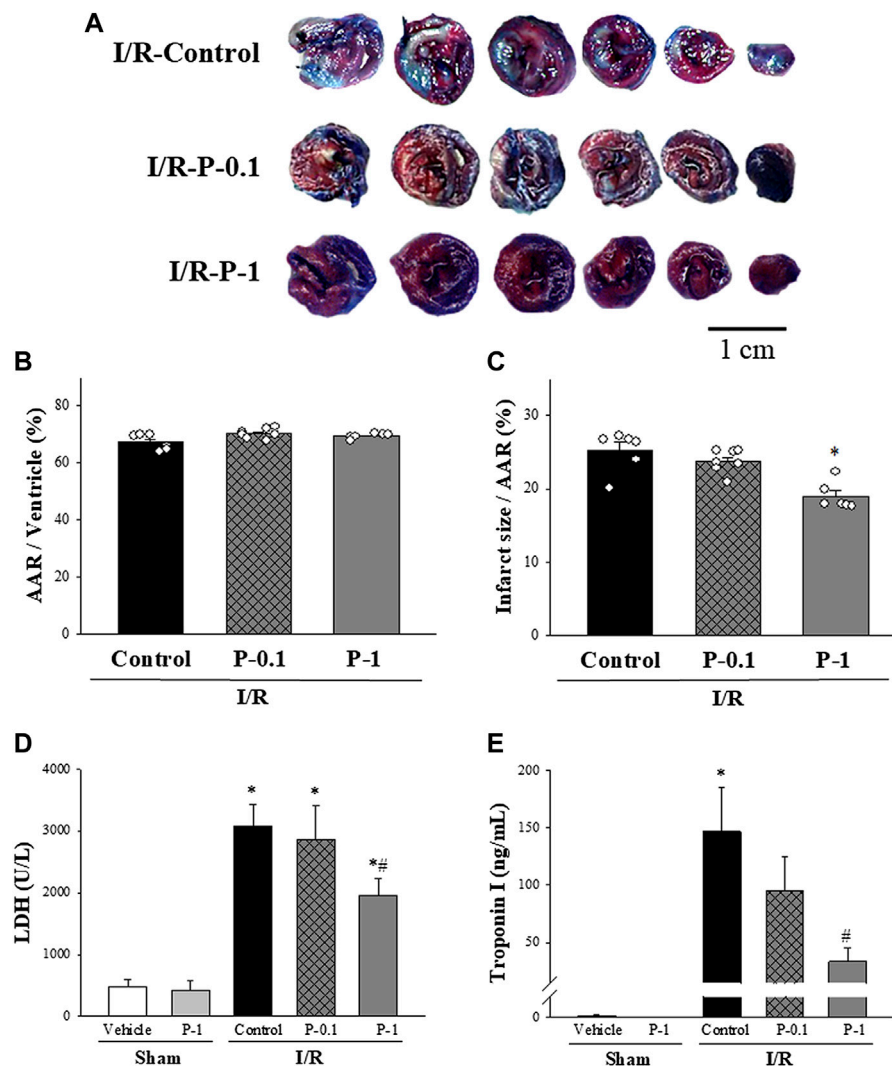 A
I/R-Control
I/R-P-0.1
I/R-P-1
1 cm
B
AAR / Ventricle (%)
80
60
40
20
0
Control P-0.1 P-1
I/R
C
Infarct size / AAR (%)
30
20
10
0
*
Control P-0.1 P-1
I/R
D
LDH (U/L)
4000
3000
2000
1000
0
* * *#
Vehicle P-1 Control P-0.1 P-1
Sham I/R
E
Troponin I (ng/mL)
200
150
100
50
0
* #
Vehicle P-1 Control P-0.1 P-1
Sham I/R